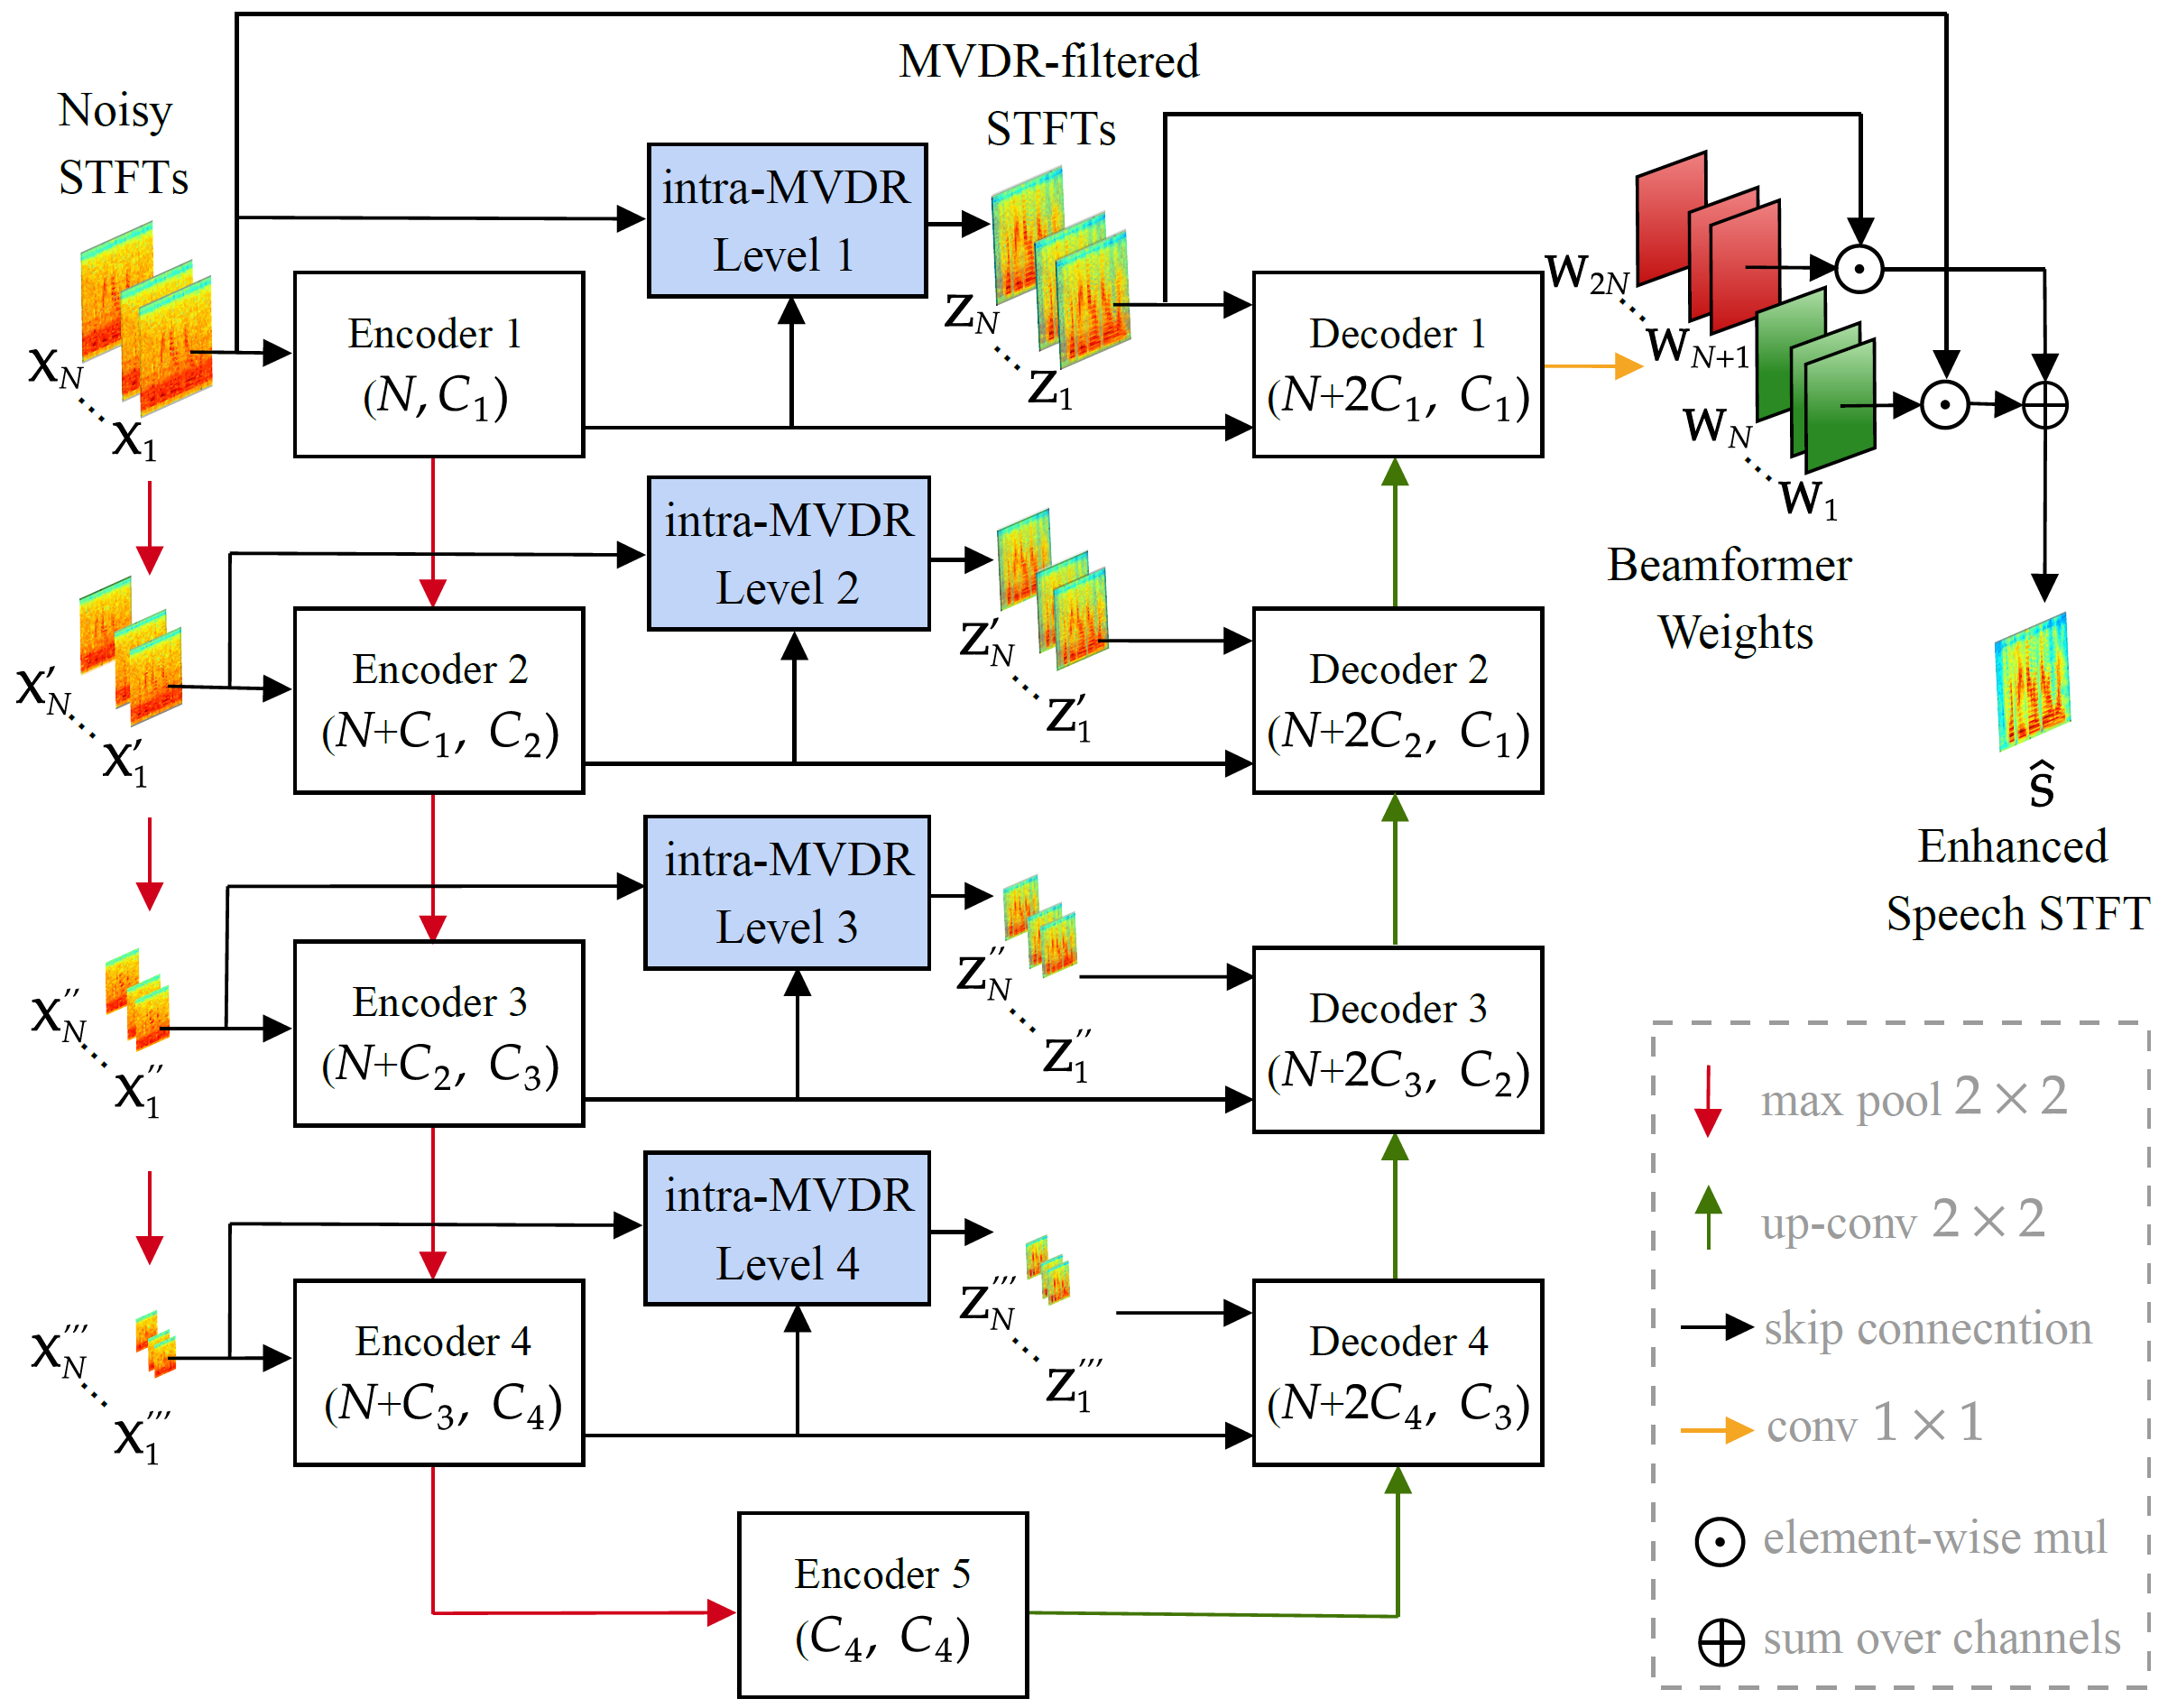 Noisy
STFTs
x_N
x_1
MVDR-filtered
STFTs
intra-MVDR
Level 1
z_N
z_1
Encoder 1
(N, C_1)
Decoder 1
(N+2C_1, C_1)
w_{2N}
w_{N+1}
w_N
w_1
Beamformer
Weights
ŝ
Enhanced
Speech STFT
x′_N
x′_1
intra-MVDR
Level 2
z′_N
z′_1
Encoder 2
(N+C_1, C_2)
Decoder 2
(N+2C_2, C_1)
x′′_N
x′′_1
intra-MVDR
Level 3
z′′_N
z′′_1
Encoder 3
(N+C_2, C_3)
Decoder 3
(N+2C_3, C_2)
x′′′_N
x′′′_1
intra-MVDR
Level 4
z′′′_N
z′′′_1
Encoder 4
(N+C_3, C_4)
Decoder 4
(N+2C_4, C_3)
Encoder 5
(C_4, C_4)
max pool 2 × 2
up-conv 2 × 2
skip connecntion
conv 1 × 1
element-wise mul
sum over channels